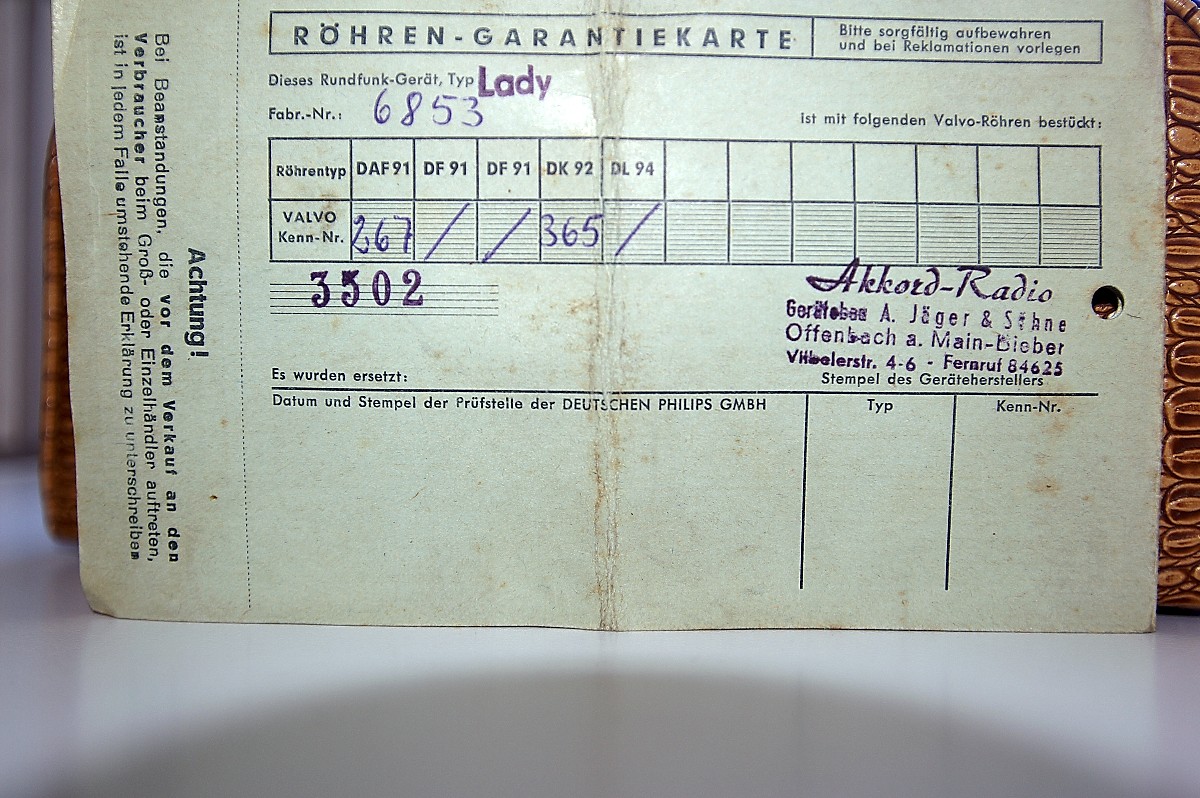 RÖHREN-GARANTIEKARTE
Bitte sorgfältig aufbewahren
und bei Reklamationen vorlegen
Dieses Rundfunk-Gerät, Typ Lady
Fabr.-Nr.: 6853
ist mit folgenden Valvo-Röhren bestückt:
Röhrentyp DAF 91 DF 91 DF 91 DK 92 DL 94
VALVO
Kenn-Nr. 267 / / 365 /
3502
Akkord-Radio
Gerätebau A. Jäger & Söhne
Offenbach a. Main-Bieber
Vilbelerstr. 4-6 - Fernruf 84625
Stempel des Geräteherstellers
Es wurden ersetzt:
Datum und Stempel der Prüfstelle der DEUTSCHEN PHILIPS GMBH Typ Kenn-Nr.
Achtung!
Bei Beanstandungen, die vor dem Verkauf an den
Verbraucher beim Groß- oder Einzelhändler auftreten,
ist in jedem Falle umstehende Erklärung zu unterschreiben